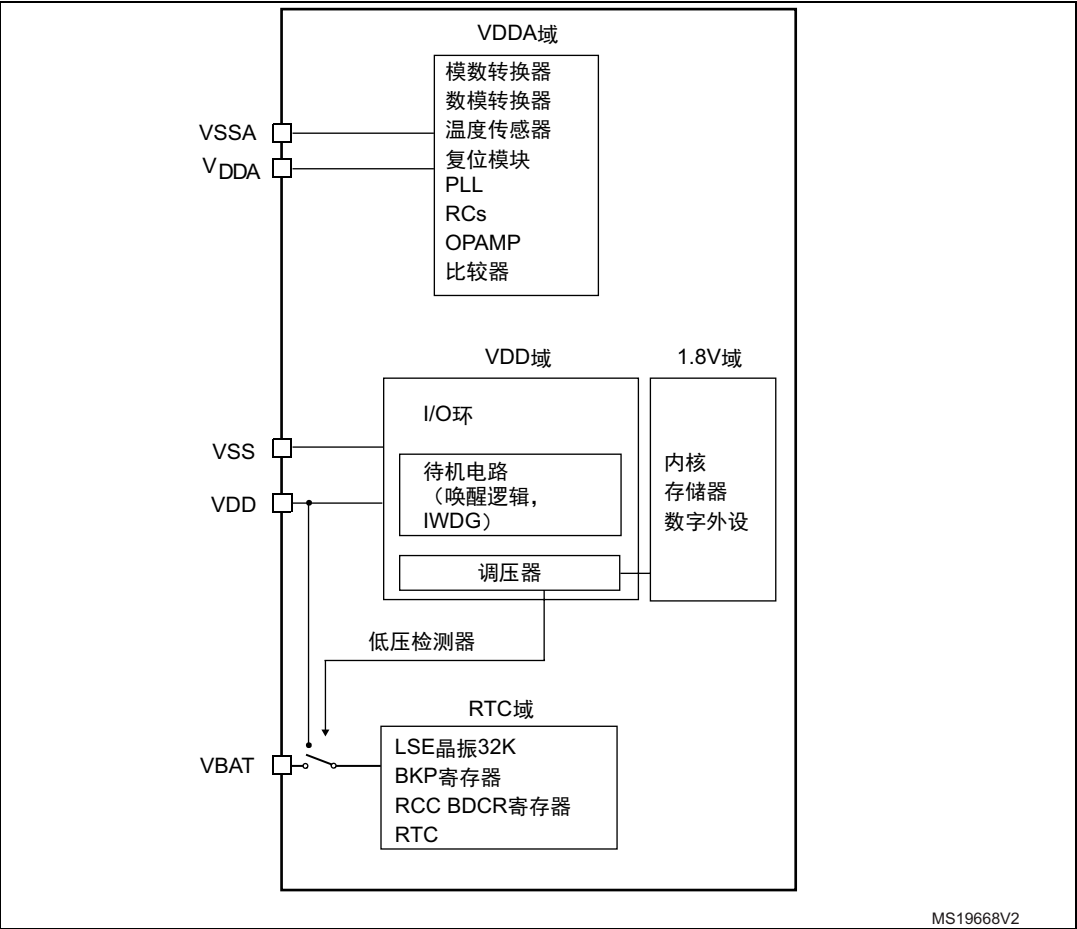 VDDA域
模数转换器
数模转换器
温度传感器
复位模块
PLL
RCs
OPAMP
比较器
VSSA
VDDA
VDD域
1.8V域
I/O环
VSS
待机电路
（唤醒逻辑，
IWDG）
VDD
内核
存储器
数字外设
调压器
低压检测器
RTC域
LSE晶振32K
BKP寄存器
RCC BDCR寄存器
RTC
VBAT
MS19668V2